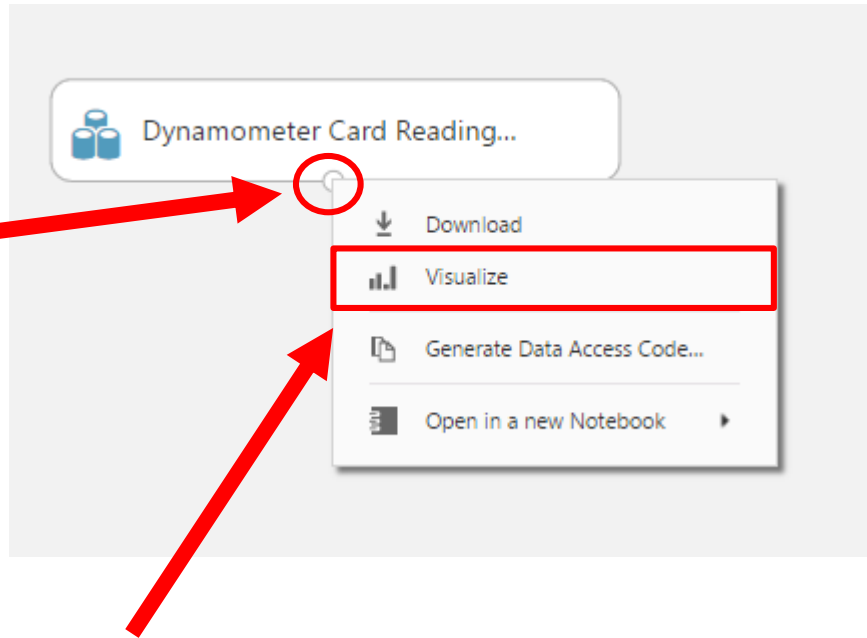 Dynamometer Card Reading...
Download
Visualize
Generate Data Access Code...
Open in a new Notebook